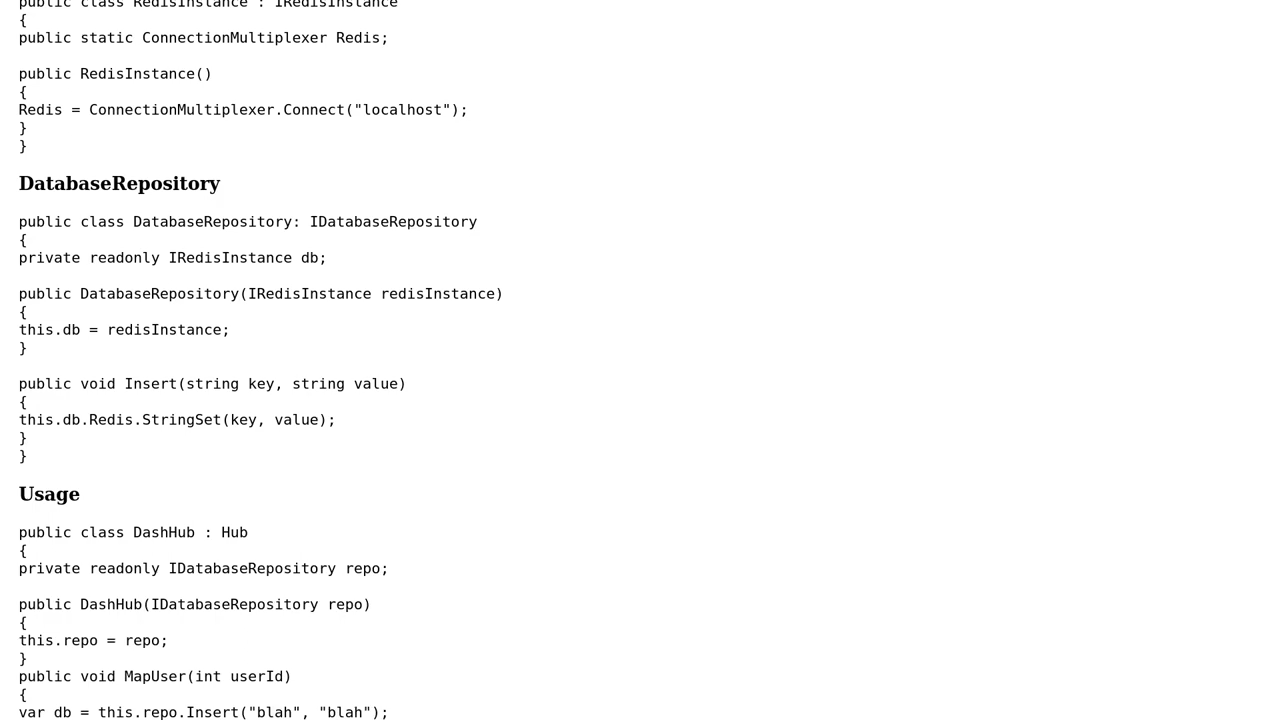 public class RedisInstance : IRedisInstance
{
public static ConnectionMultiplexer Redis;
public RedisInstance()
{
Redis = ConnectionMultiplexer.Connect("localhost");
}
}
DatabaseRepository
public class DatabaseRepository: IDatabaseRepository
{
private readonly IRedisInstance db;
public DatabaseRepository(IRedisInstance redisInstance)
{
this.db = redisInstance;
}
public void Insert(string key, string value)
{
this.db.Redis.StringSet(key, value);
}
}
Usage
public class DashHub : Hub
{
private readonly IDatabaseRepository repo;
public DashHub(IDatabaseRepository repo)
{
this.repo = repo;
}
public void MapUser(int userId)
{
var db = this.repo.Insert("blah", "blah");